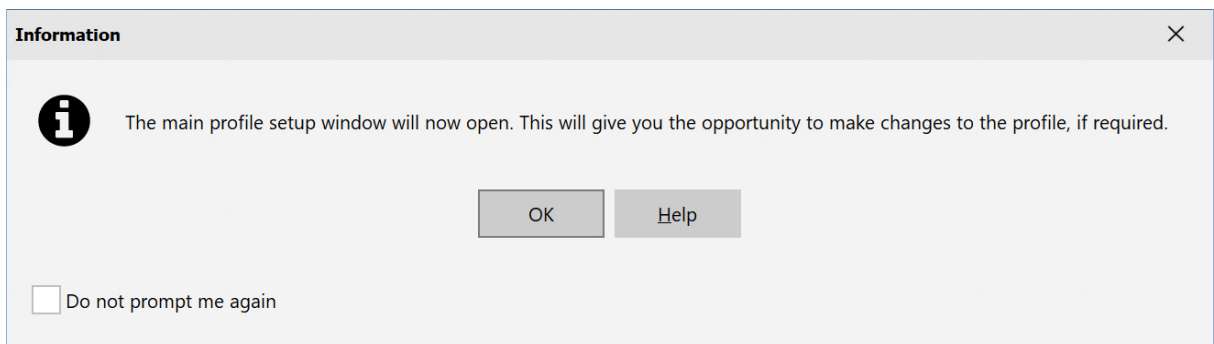 Information
The main profile setup window will now open. This will give you the opportunity to make changes to the profile, if required.
OK
Help
Do not prompt me again